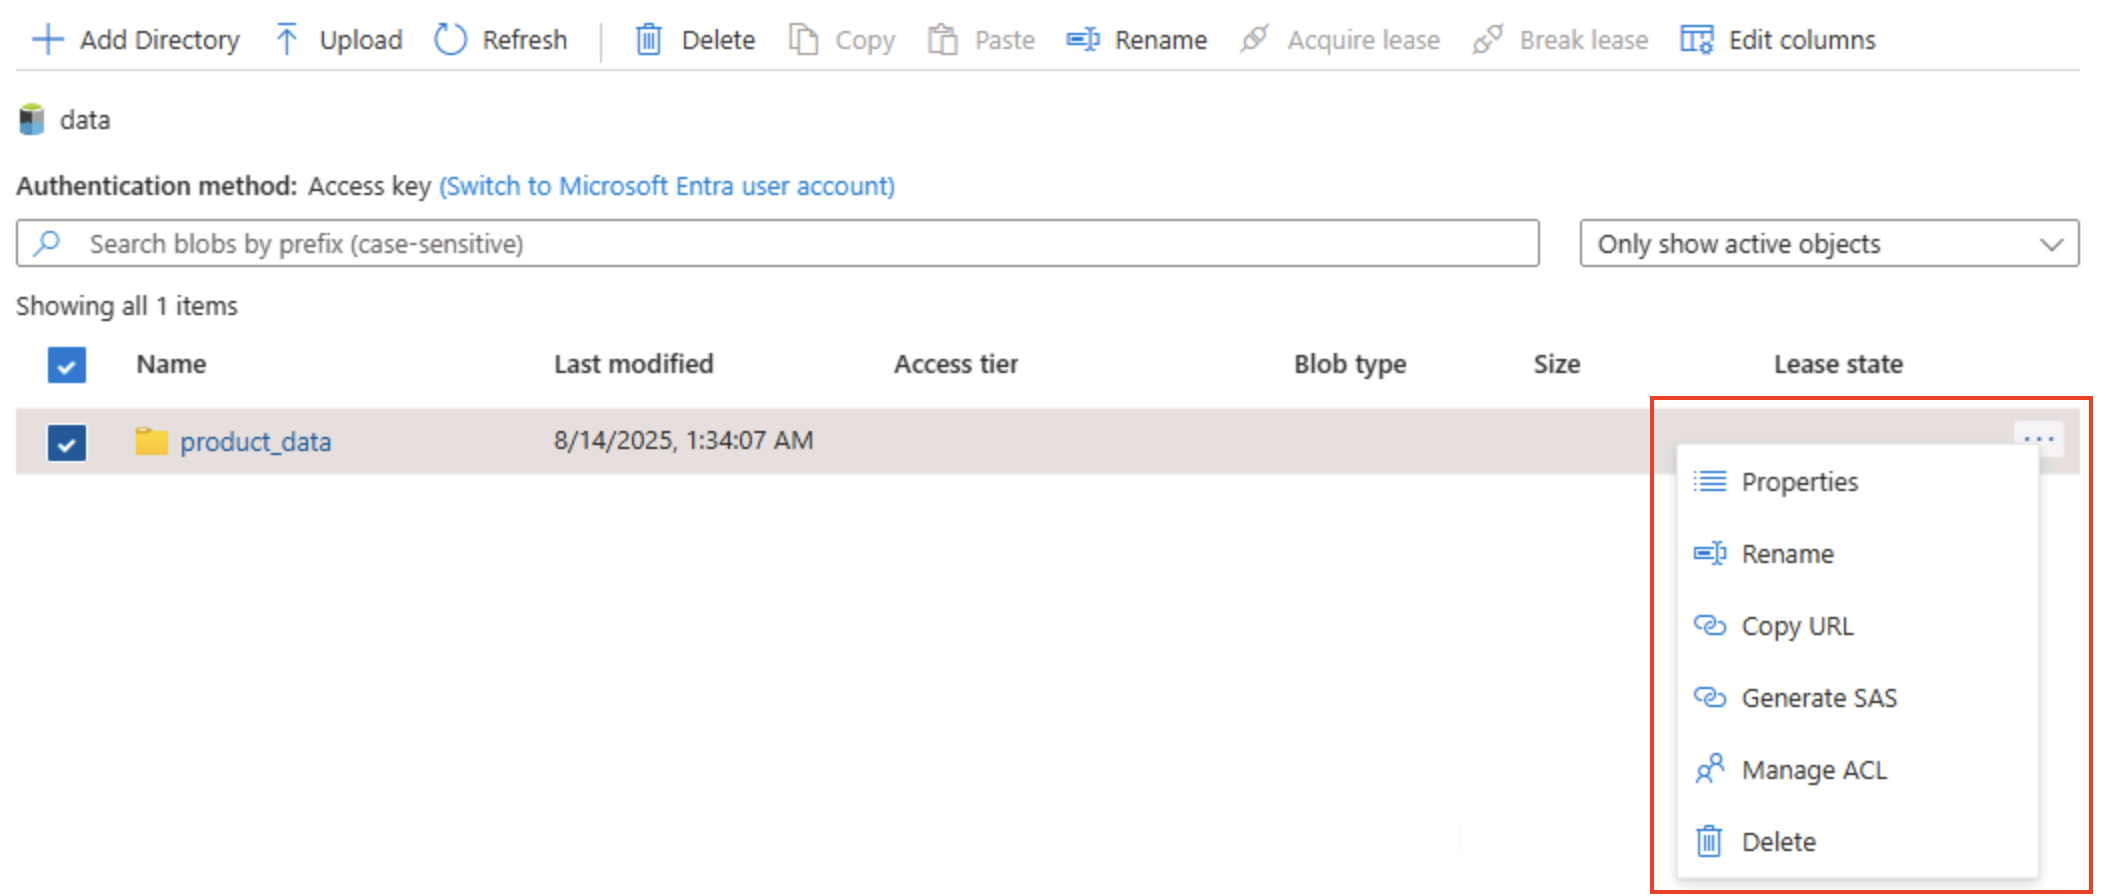 Add Directory Upload Refresh Delete Copy Paste Rename Acquire lease Break lease Edit columns
data
Authentication method: Access key (Switch to Microsoft Entra user account)
Search blobs by prefix (case-sensitive) Only show active objects
Showing all 1 items
Name Last modified Access tier Blob type Size Lease state
product_data 8/14/2025, 1:34:07 AM ...
Properties
Rename
Copy URL
Generate SAS
Manage ACL
Delete